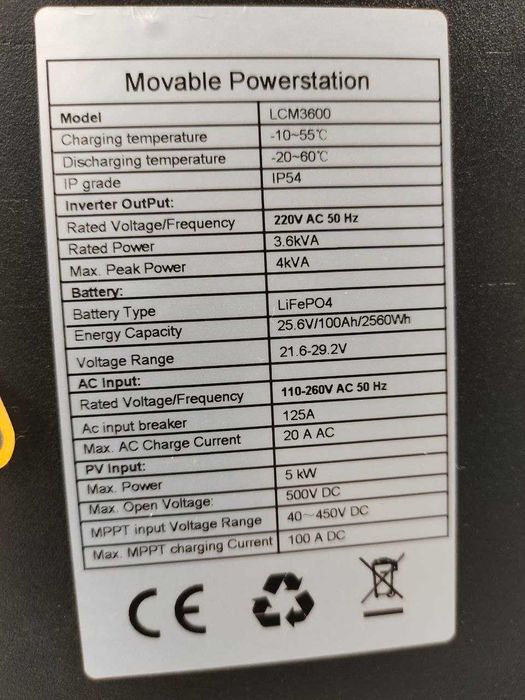 Movable Powerstation
Model LCM3600
Charging temperature -10~55℃
Discharging temperature -20~60℃
IP grade IP54
Inverter OutPut:
Rated Voltage/Frequency 220V AC 50 Hz
Rated Power 3.6kVA
Max. Peak Power 4kVA
Battery:
Battery Type LiFePO4
Energy Capacity 25.6V/100Ah/2560Wh
Voltage Range 21.6-29.2V
AC Input:
Rated Voltage/Frequency 110-260V AC 50 Hz
Ac input breaker 125A
Max. AC Charge Current 20 A AC
PV Input:
Max. Power 5 kW
Max. Open Voltage: 500V DC
MPPT input Voltage Range 40~450V DC
Max. MPPT charging Current 100 A DC
CE